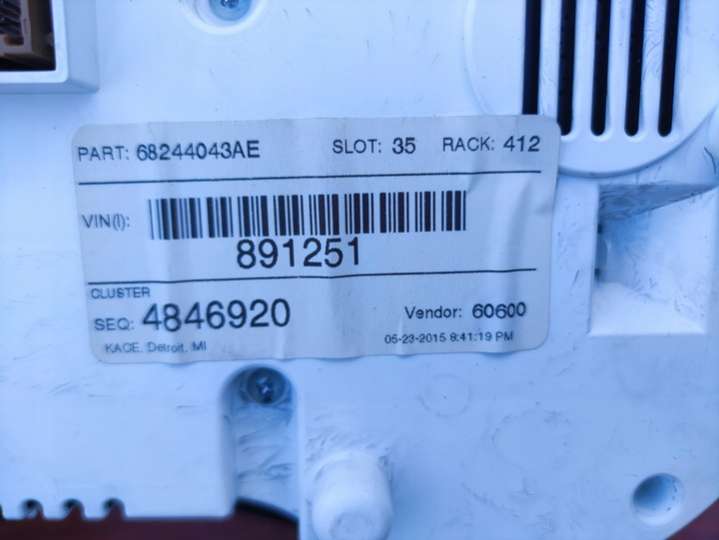 PART: 68244043AE SLOT: 35 RACK: 412
VIN(l):
891251
CLUSTER
SEQ: 4846920 Vendor: 60600
KACE, Detroit, MI 05-23-2015 8:41:19 PM